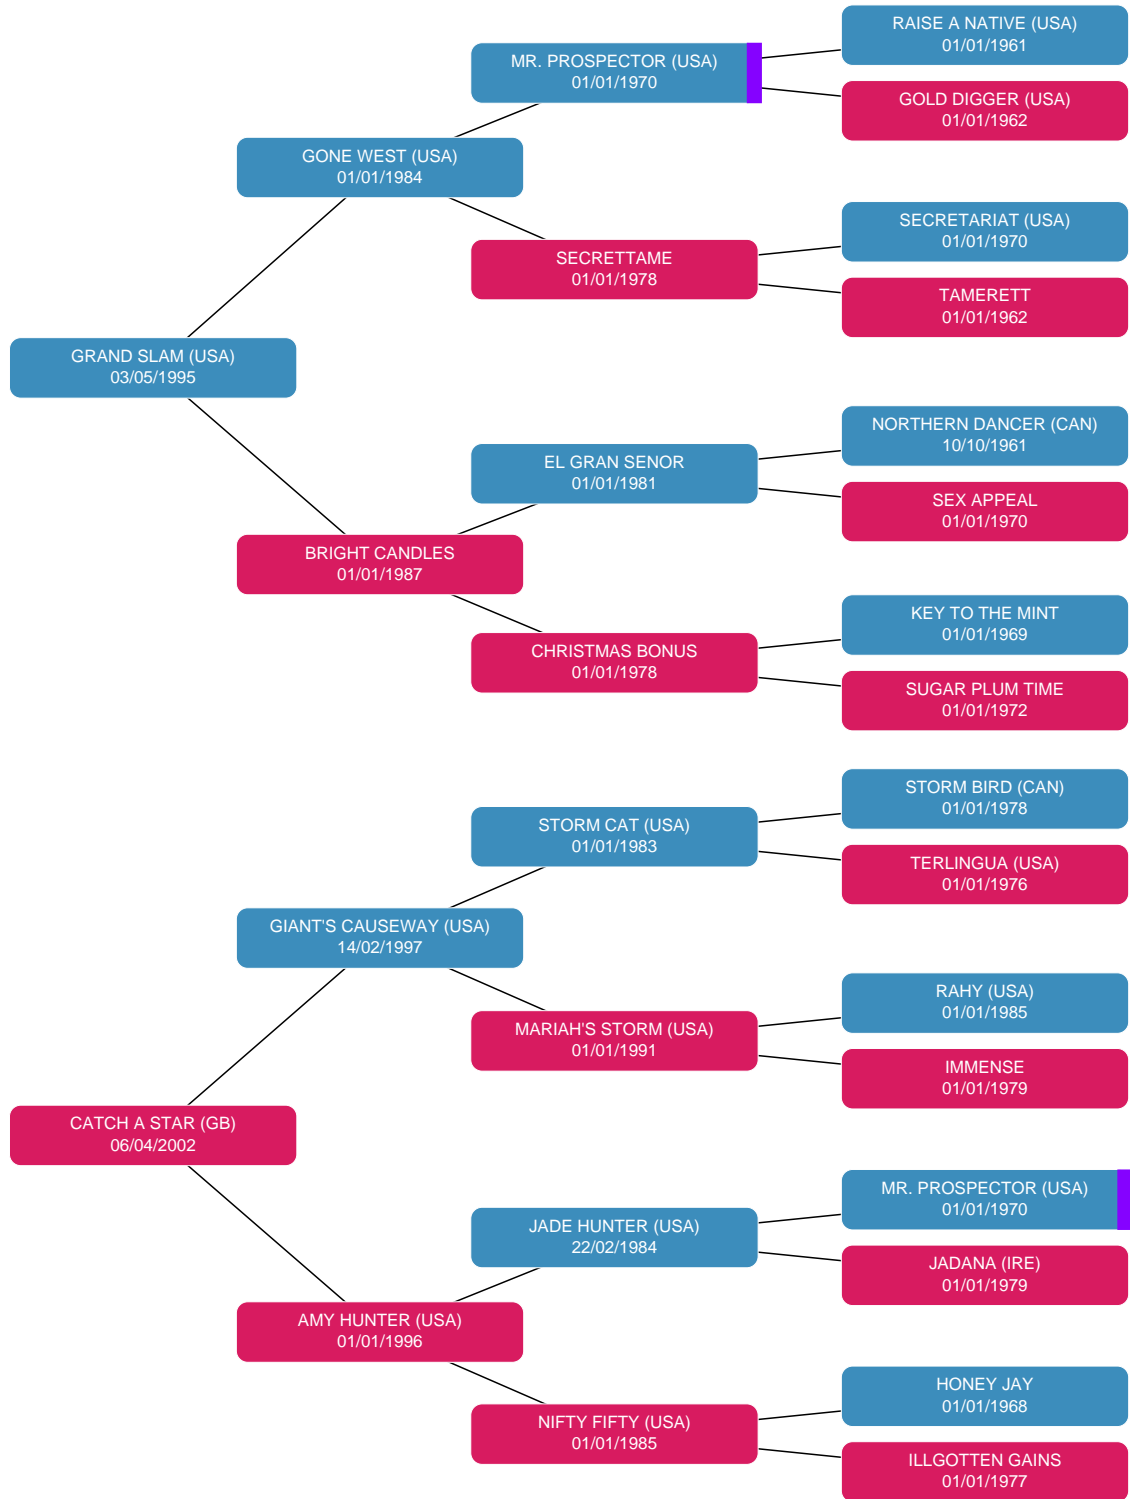 RAISE A NATIVE (USA)
01/01/1961
MR. PROSPECTOR (USA)
01/01/1970
GOLD DIGGER (USA)
01/01/1962
GONE WEST (USA)
01/01/1984
SECRETARIAT (USA)
01/01/1970
SECRETTAME
01/01/1978
TAMERETT
01/01/1962
GRAND SLAM (USA)
03/05/1995
NORTHERN DANCER (CAN)
10/10/1961
EL GRAN SENOR
01/01/1981
SEX APPEAL
01/01/1970
BRIGHT CANDLES
01/01/1987
KEY TO THE MINT
01/01/1969
CHRISTMAS BONUS
01/01/1978
SUGAR PLUM TIME
01/01/1972
STORM BIRD (CAN)
01/01/1978
STORM CAT (USA)
01/01/1983
TERLINGUA (USA)
01/01/1976
GIANT'S CAUSEWAY (USA)
14/02/1997
RAHY (USA)
01/01/1985
MARIAH'S STORM (USA)
01/01/1991
IMMENSE
01/01/1979
CATCH A STAR (GB)
06/04/2002
MR. PROSPECTOR (USA)
01/01/1970
JADE HUNTER (USA)
22/02/1984
JADANA (IRE)
01/01/1979
AMY HUNTER (USA)
01/01/1996
HONEY JAY
01/01/1968
NIFTY FIFTY (USA)
01/01/1985
ILLGOTTEN GAINS
01/01/1977